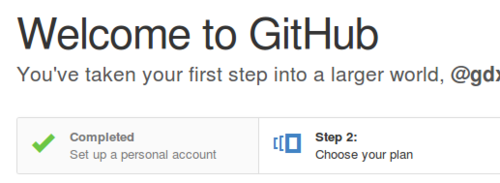 Welcome to GitHub
You've taken your first step into a larger world,
Completed
Set up a personal account
Step 2:
Choose your plan